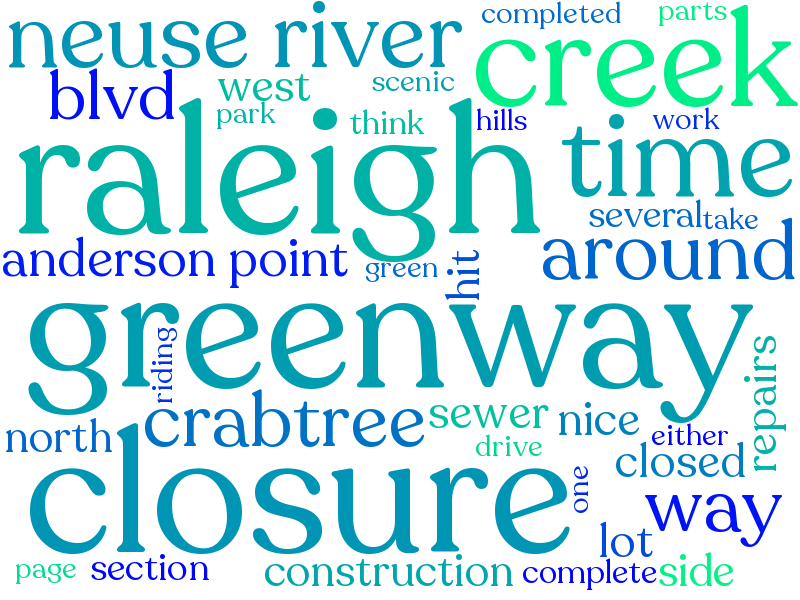 completed
parts
neuse river
creek
blvd
west
scenic
park
think
hills
work
raleigh
time
several
take
anderson point
green
hit
around
greenway
riding
repairs
crabtree
sewer
nice
north
drive
either
closure
one
closed
way
lot
page
section
construction
complete
side